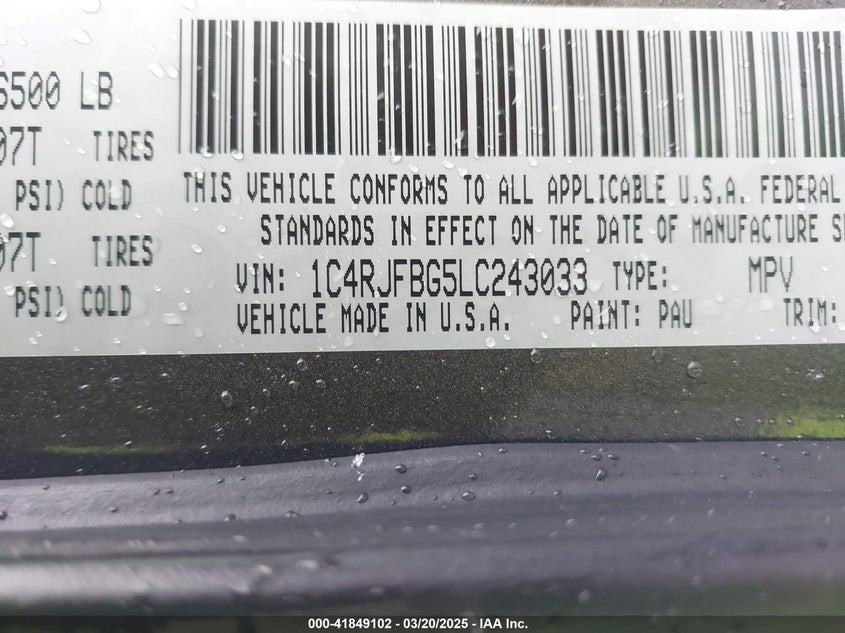 6500 LB
07T TIRES
PSI) COLD
07T TIRES
PSI) COLD
THIS VEHICLE CONFORMS TO ALL APPLICABLE U.S.A. FEDERAL
STANDARDS IN EFFECT ON THE DATE OF MANUFACTURE
VIN: 1C4RJFBG5LC243033 TYPE: MPV
VEHICLE MADE IN U.S.A. PAINT: PAU TRIM:
000-41849102 - 03/20/2025 - IAA Inc.